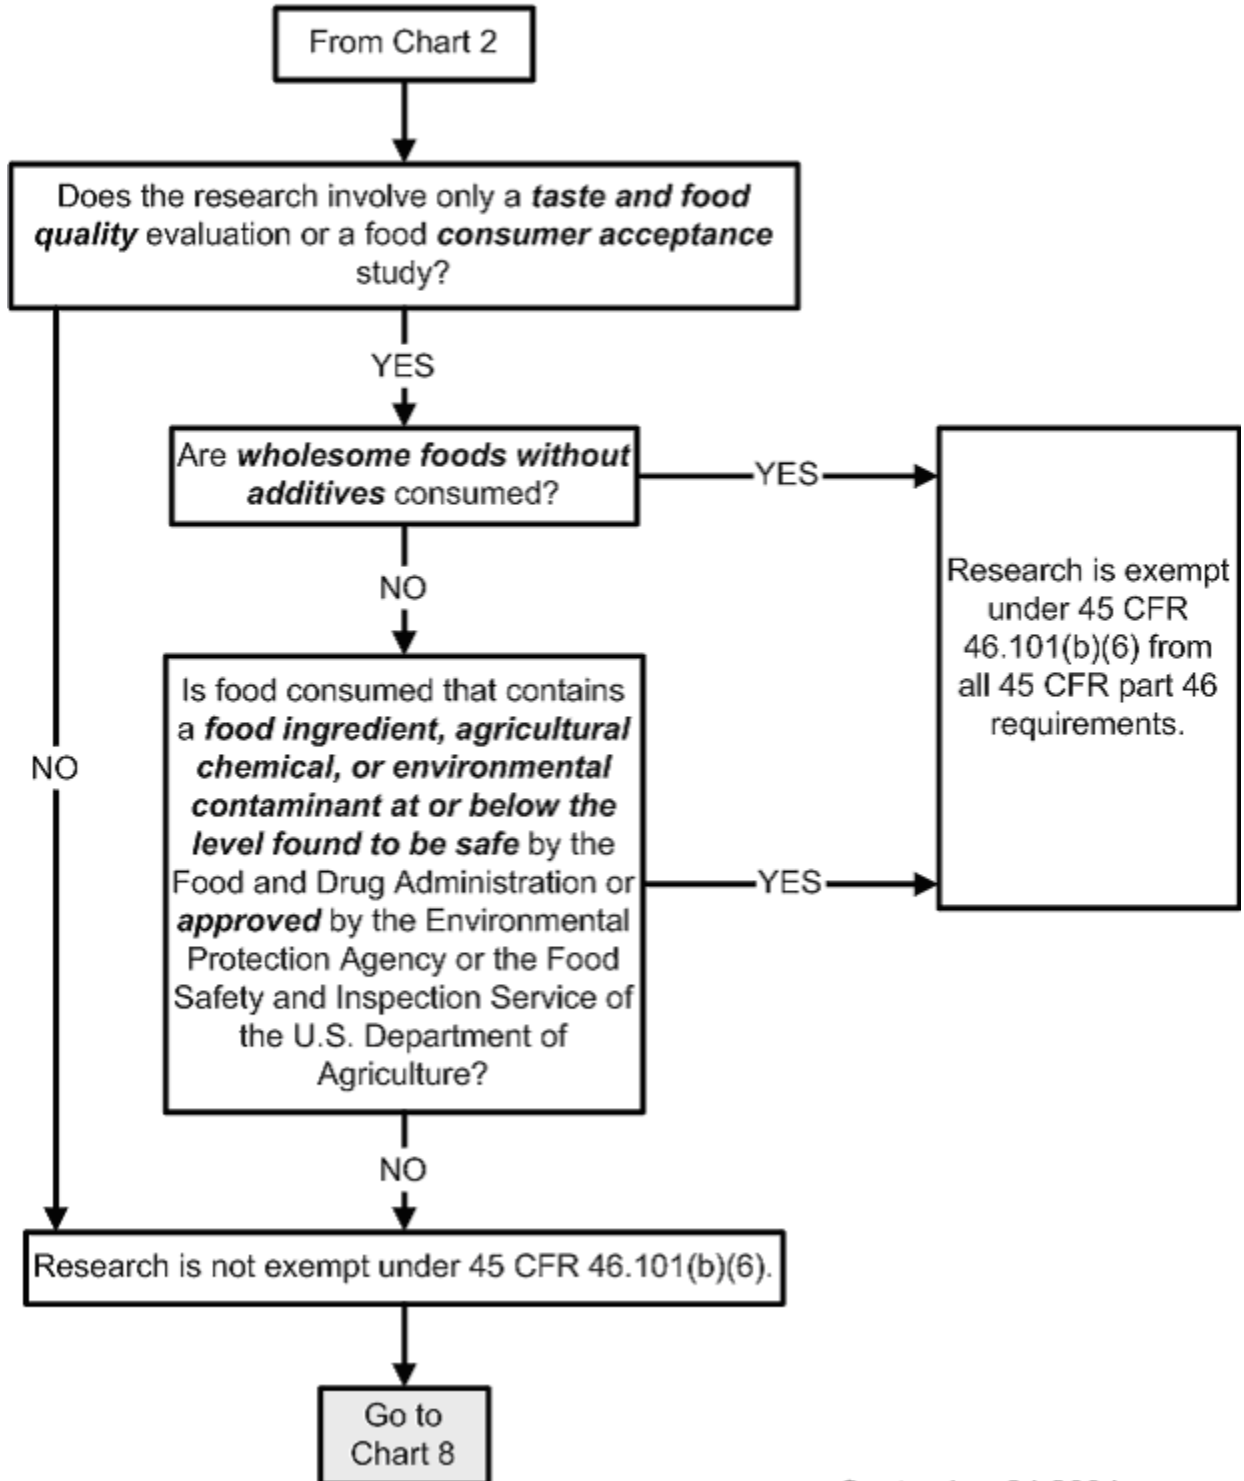 From Chart 2
Does the research involve only a taste and food
quality evaluation or a food consumer acceptance
study?
YES
Are wholesome foods without
additives consumed?
YES
NO
Is food consumed that contains
a food ingredient, agricultural
chemical, or environmental
contaminant at or below the
level found to be safe by the
Food and Drug Administration or
approved by the Environmental
Protection Agency or the Food
Safety and Inspection Service of
the U.S. Department of
Agriculture?
YES
Research is exempt
under 45 CFR
46.101(b)(6) from
all 45 CFR part 46
requirements.
NO
NO
Research is not exempt under 45 CFR 46.101(b)(6).
Go to
Chart 8